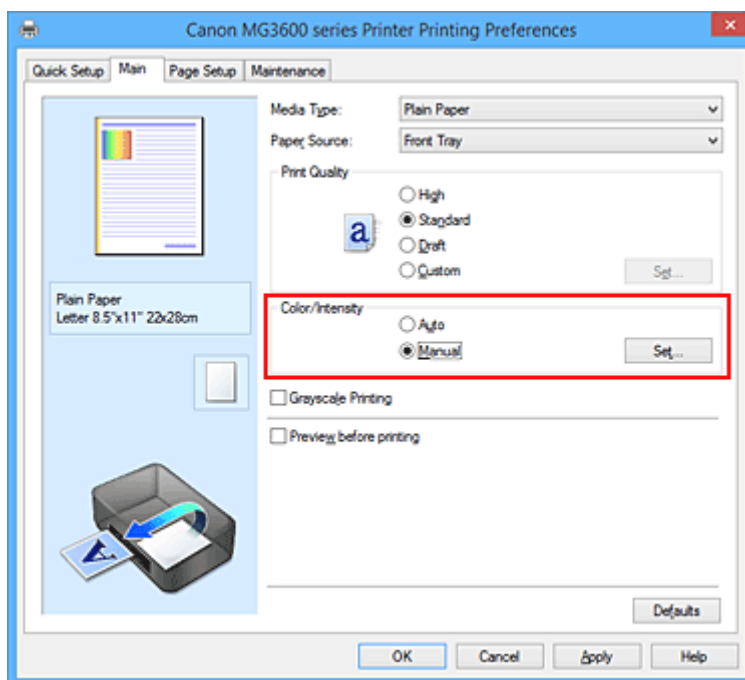 Canon MG3600 series Printer Printing Preferences
Quick Setup Main Page Setup Maintenance
Media Type: Plain Paper
Paper Source: Front Tray
Print Quality
High
a
Standard
Draft
Custom Set...
Plain Paper
Letter 8.5"x11" 22x28cm
Color/Intensity
Auto
Manual Set...
Grayscale Printing
Preview before printing
A
Defaults
OK Cancel Apply Help